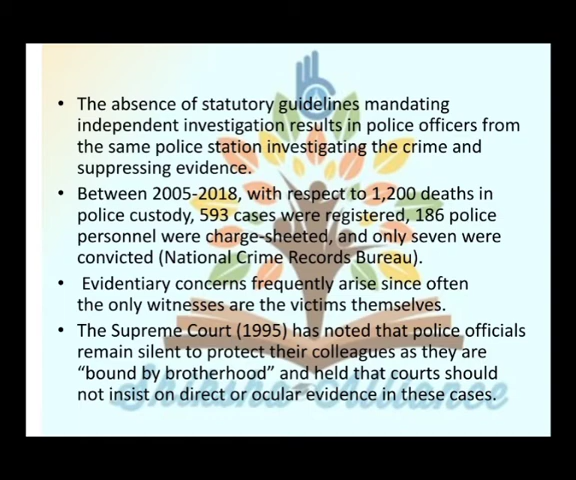 • The absence of statutory guidelines mandating
independent investigation results in police officers from
the same police station investigating the crime and
suppressing evidence.
• Between 2005-2018, with respect to 1,200 deaths in
police custody, 593 cases were registered, 186 police
personnel were charge-sheeted, and only seven were
convicted (National Crime Records Bureau).
• Evidentiary concerns frequently arise since often
the only witnesses are the victims themselves.
• The Supreme Court (1995) has noted that police officials
remain silent to protect their colleagues as they are
“bound by brotherhood” and held that courts should
not insist on direct or ocular evidence in these cases.
Shiksha Alliance